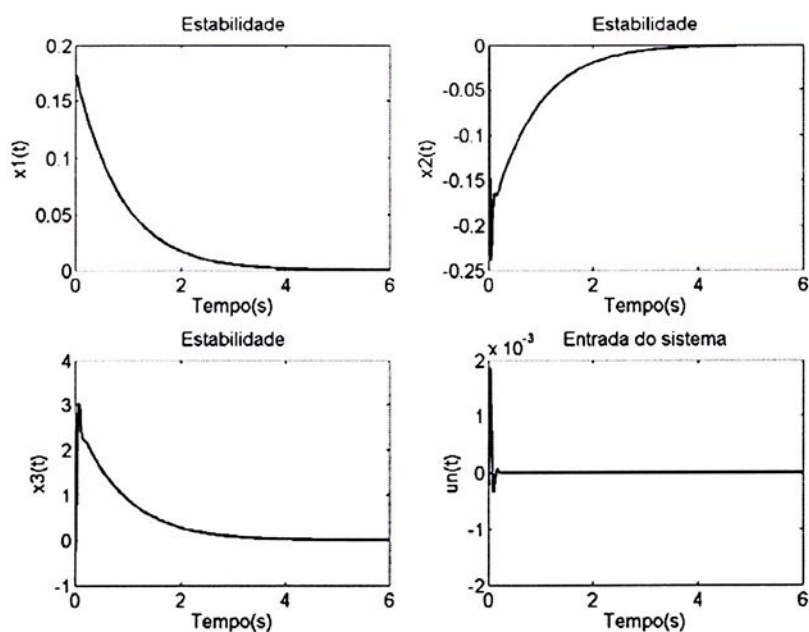 Estabilidade
0.2
0.15
0.1
0.05
0
x1(t)
0
2
4
6
Tempo(s)
Estabilidade
0
-0.05
-0.1
-0.15
-0.2
-0.25
x2(t)
0
2
4
6
Tempo(s)
Estabilidade
4
3
2
1
0
-1
x3(t)
0
2
4
6
Tempo(s)
Entrada do sistema
x 10^-3
2
1
0
-1
-2
un(t)
0
2
4
6
Tempo(s)